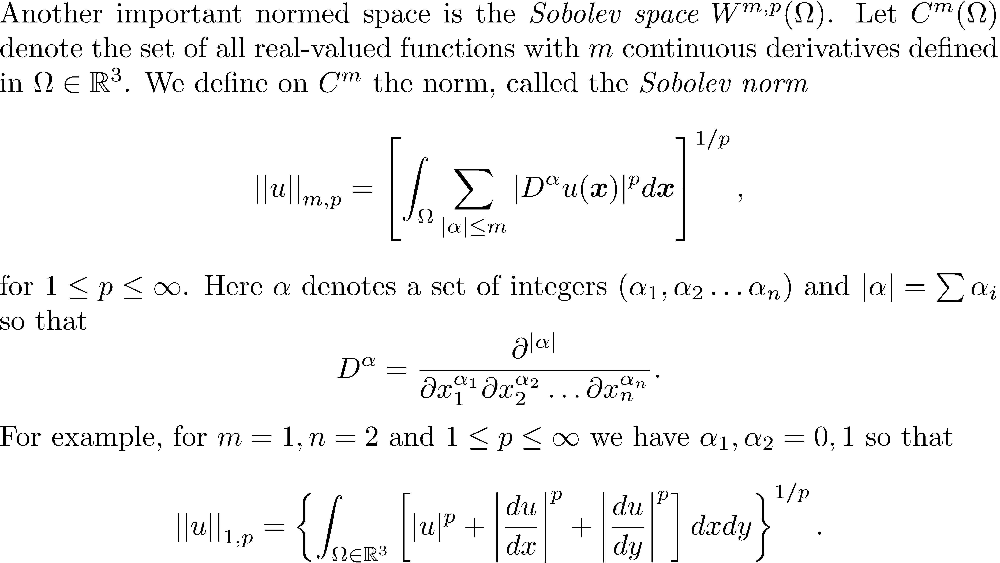 Another important normed space is the Sobolev space $W^{m,p}(\Omega)$. Let $C^m(\Omega)$
denote the set of all real-valued functions with $m$ continuous derivatives defined
in $\Omega \in \mathbb{R}^3$. We define on $C^m$ the norm, called the Sobolev norm
$$||u||_{m,p} = \left[ \int_{\Omega} \sum_{|\alpha| \leq m} |D^{\alpha} u(\boldsymbol{x})|^p d\boldsymbol{x} \right]^{1/p},$$
for $1 \leq p \leq \infty$. Here $\alpha$ denotes a set of integers $(\alpha_1, \alpha_2 \ldots \alpha_n)$ and $|\alpha| = \sum \alpha_i$
so that
$$D^{\alpha} = \frac{\partial^{|\alpha|}}{\partial x_1^{\alpha_1} \partial x_2^{\alpha_2} \ldots \partial x_n^{\alpha_n}}.$$
For example, for $m = 1, n = 2$ and $1 \leq p \leq \infty$ we have $\alpha_1, \alpha_2 = 0, 1$ so that
$$||u||_{1,p} = \left\{ \int_{\Omega \in \mathbb{R}^3} \left[ |u|^p + \left| \frac{du}{dx} \right|^p + \left| \frac{du}{dy} \right|^p \right] dxdy \right\}^{1/p}.$$